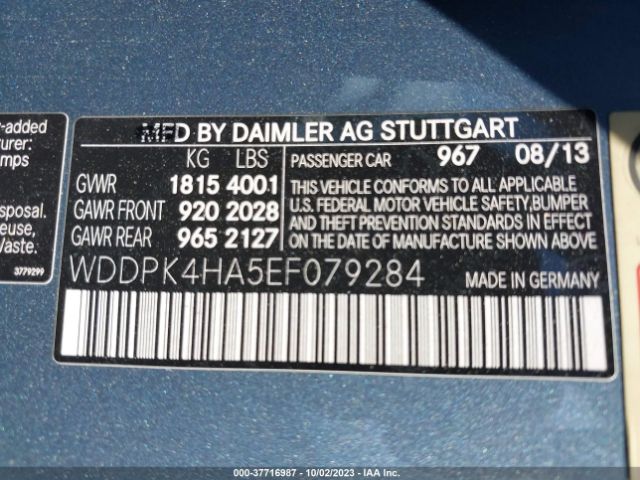 MFD BY DAIMLER AG STUTTGART
KG LBS
PASSENGER CAR 967 08/13
GVWR 1815 4001
GAWR FRONT 920 2028
GAWR REAR 965 2127
THIS VEHICLE CONFORMS TO ALL APPLICABLE
U.S. FEDERAL MOTOR VEHICLE SAFETY,BUMPER
AND THEFT PREVENTION STANDARDS IN EFFECT
ON THE DATE OF MANUFACTURE SHOWN ABOVE
WDDPK4HA5EF079284
MADE IN GERMANY
r-added
urer:
mps
sposal.
euse,
Waste.
3779299
000-37716987 - 10/02/2023 - IAA Inc.